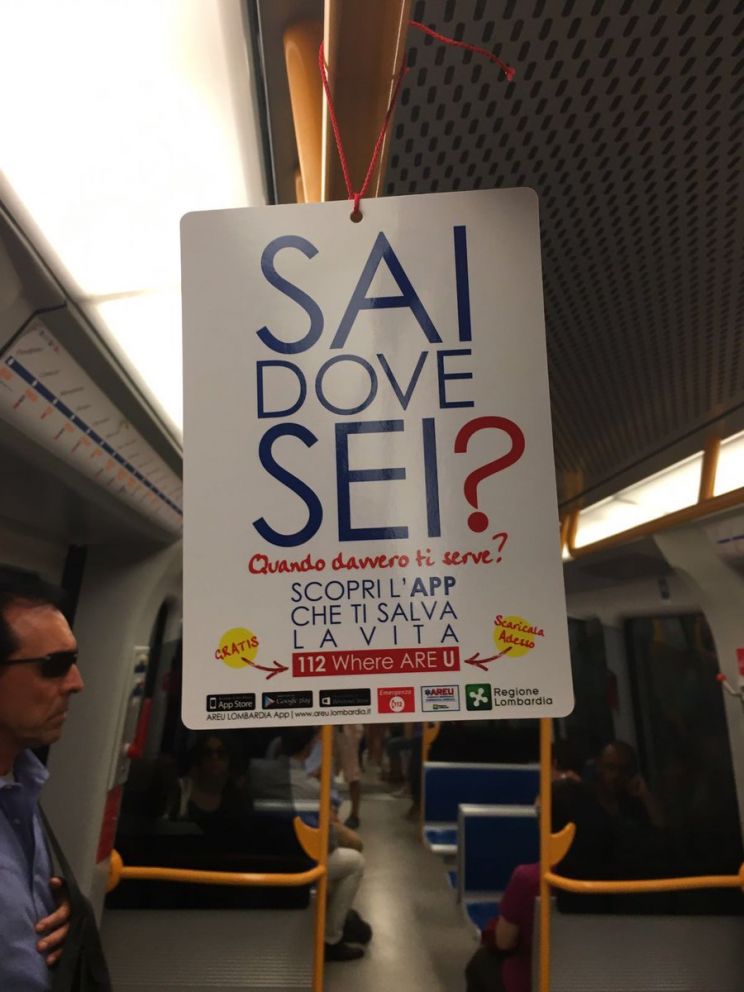 SAI
DOVE
SEI?
Quando davvero ti serve?
SCOPRI L'APP
CHE TI SALVA
LA VITA
GRATIS
Scaricala
Adesso
112 Where ARE U
App Store
Google play
Emergenza
112
AREU
Regione
Lombardia
AREU LOMBARDIA App | www.areu.lombardia.it